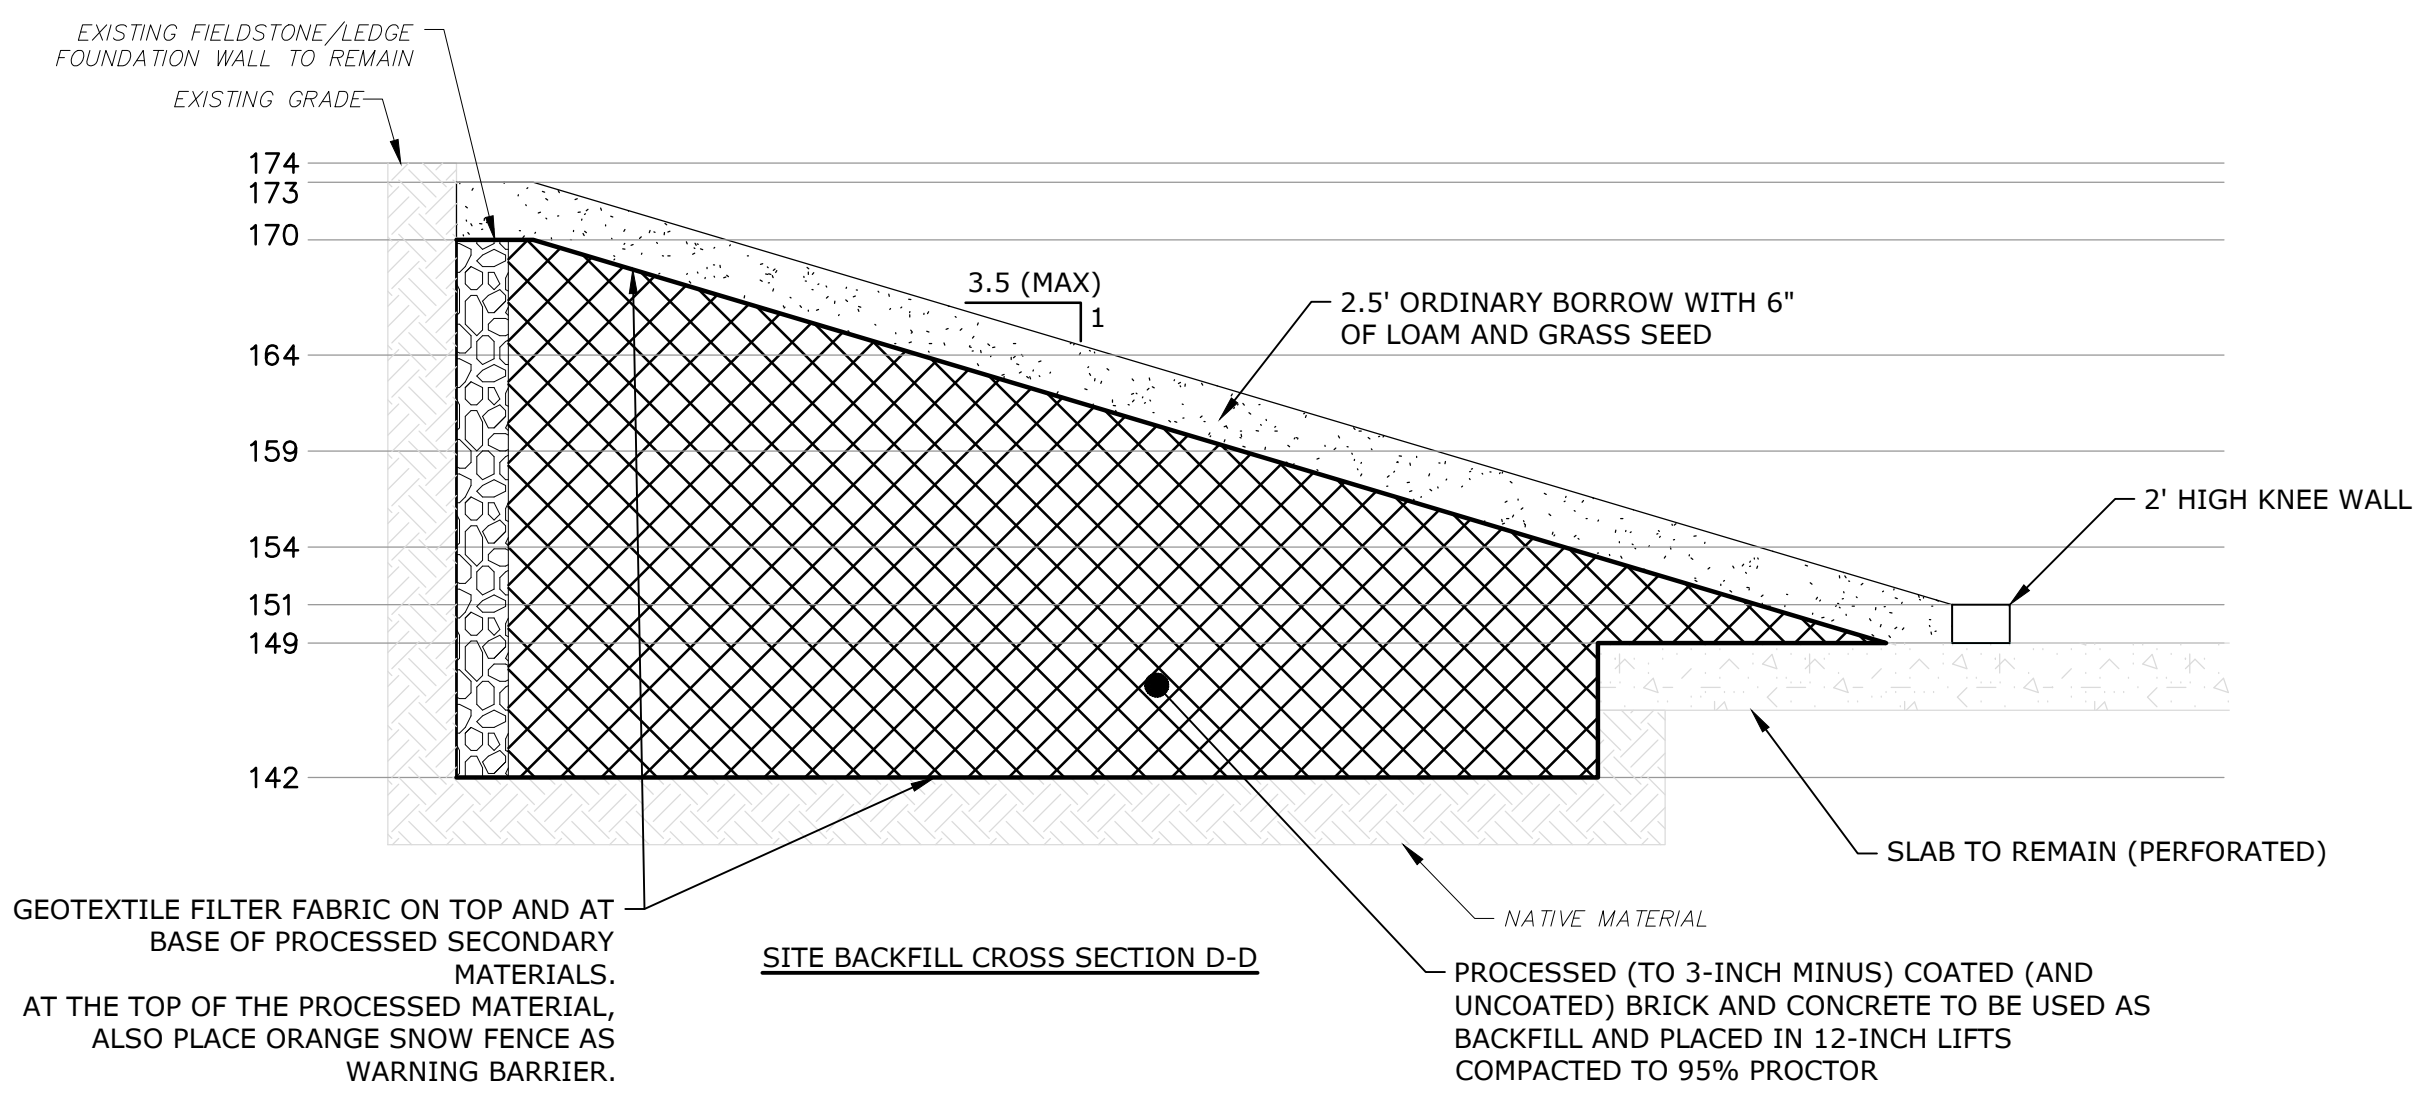 EXISTING FIELDSTONE/LEDGE
FOUNDATION WALL TO REMAIN
EXISTING GRADE
174
173
170
164
159
154
151
149
142
3.5 (MAX)
1
2.5' ORDINARY BORROW WITH 6"
OF LOAM AND GRASS SEED
2' HIGH KNEE WALL
SLAB TO REMAIN (PERFORATED)
NATIVE MATERIAL
GEOTEXTILE FILTER FABRIC ON TOP AND AT
BASE OF PROCESSED SECONDARY
MATERIALS.
AT THE TOP OF THE PROCESSED MATERIAL,
ALSO PLACE ORANGE SNOW FENCE AS
WARNING BARRIER.
SITE BACKFILL CROSS SECTION D-D
PROCESSED (TO 3-INCH MINUS) COATED (AND
UNCOATED) BRICK AND CONCRETE TO BE USED AS
BACKFILL AND PLACED IN 12-INCH LIFTS
COMPACTED TO 95% PROCTOR